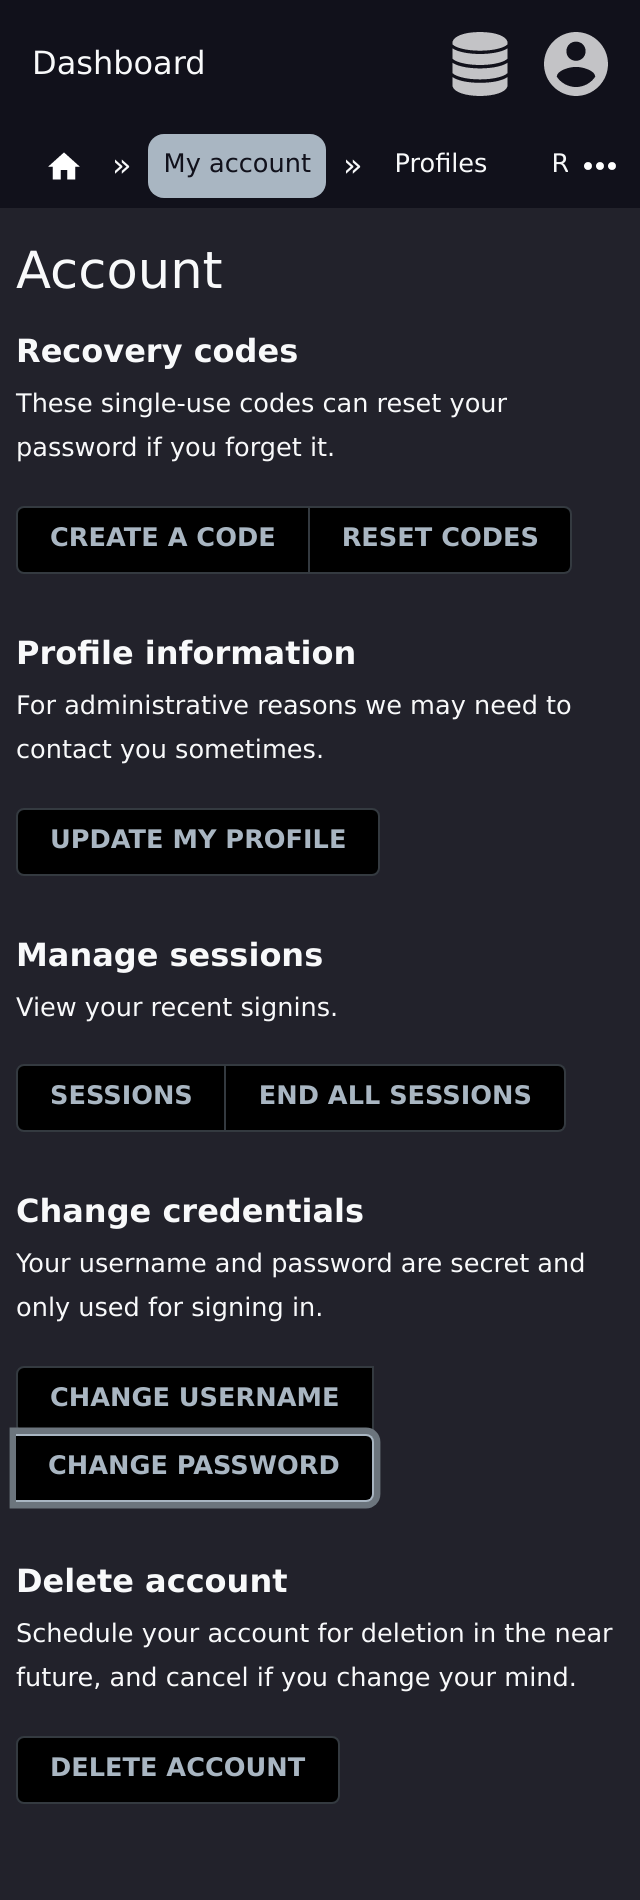 Dashboard
» My account » Profiles R
Account
Recovery codes
These single-use codes can reset your
password if you forget it.
CREATE A CODE RESET CODES
Profile information
For administrative reasons we may need to
contact you sometimes.
UPDATE MY PROFILE
Manage sessions
View your recent signins.
SESSIONS END ALL SESSIONS
Change credentials
Your username and password are secret and
only used for signing in.
CHANGE USERNAME
CHANGE PASSWORD
Delete account
Schedule your account for deletion in the near
future, and cancel if you change your mind.
DELETE ACCOUNT